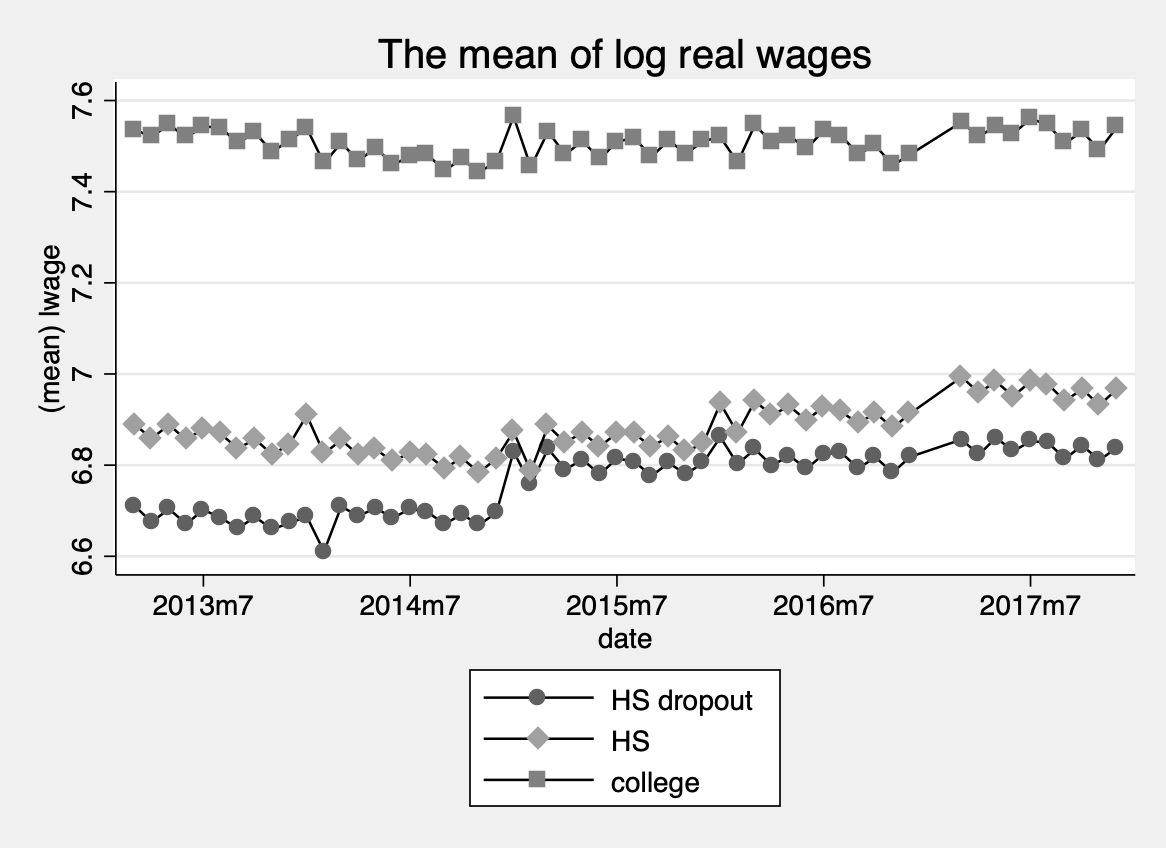 The mean of log real wages
(mean) lwage
7.6
7.4
7.2
7
6.8
6.6
2013m7 2014m7 2015m7 2016m7 2017m7
date
HS dropout
HS
college